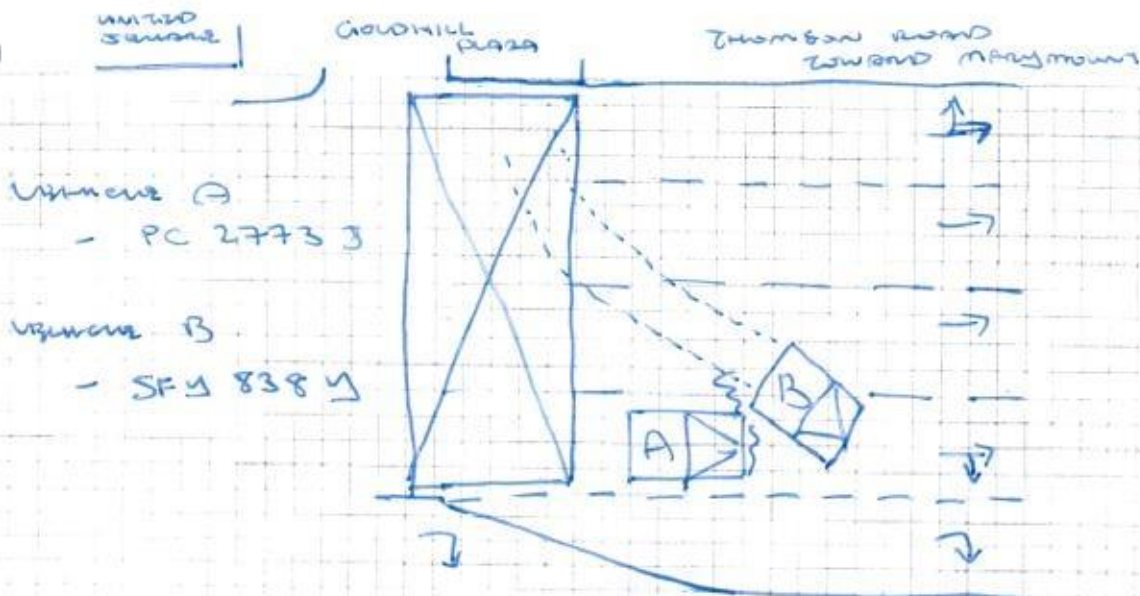 UNITED
SQUARE
GOLDHILL
PLAZA
THOMSON ROAD
TOWARD MARYMOUNT
VEHICLE A
- PC 2773 J
VEHICLE B
- SFY 838 Y
A
B